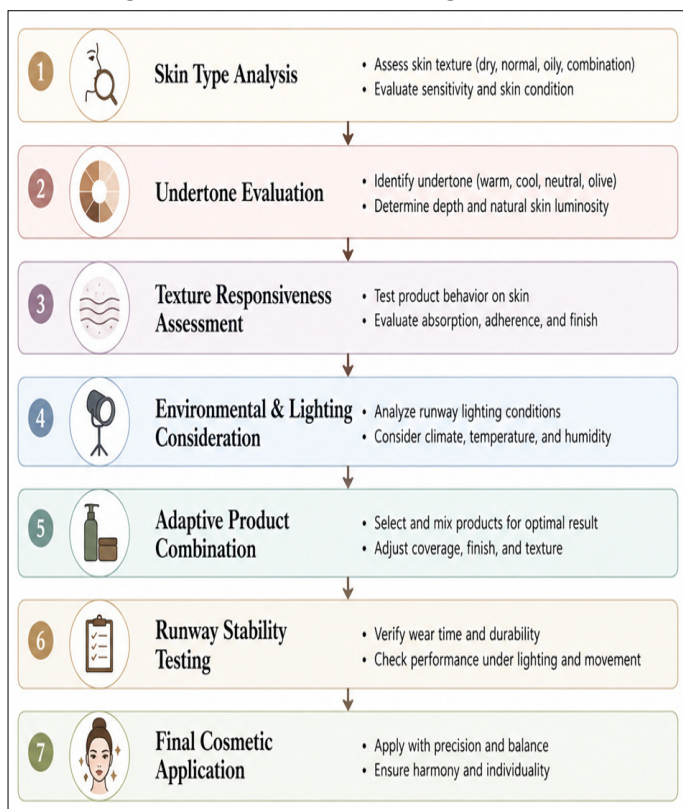 1
Skin Type Analysis
• Assess skin texture (dry, normal, oily, combination)
• Evaluate sensitivity and skin condition
2
Undertone Evaluation
• Identify undertone (warm, cool, neutral, olive)
• Determine depth and natural skin luminosity
3
Texture Responsiveness
Assessment
• Test product behavior on skin
• Evaluate absorption, adherence, and finish
4
Environmental & Lighting
Consideration
• Analyze runway lighting conditions
• Consider climate, temperature, and humidity
5
Adaptive Product
Combination
• Select and mix products for optimal result
• Adjust coverage, finish, and texture
6
Runway Stability
Testing
• Verify wear time and durability
• Check performance under lighting and movement
7
Final Cosmetic
Application
• Apply with precision and balance
• Ensure harmony and individuality